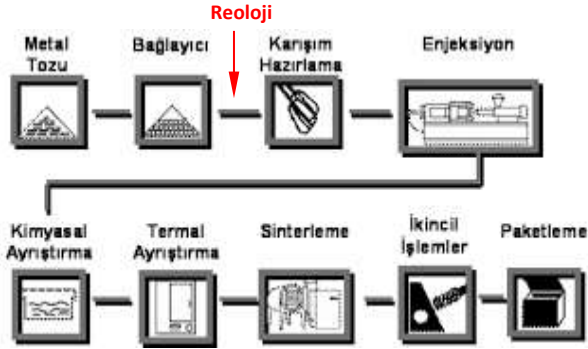 Reoloji
Metal
Tozu
Bağlayıcı
Karışım
Hazırlama
Enjeksiyon
Kimyasal
Ayrıştırma
Termal
Ayrıştırma
Sinterleme
İkincil
İşlemler
Paketleme